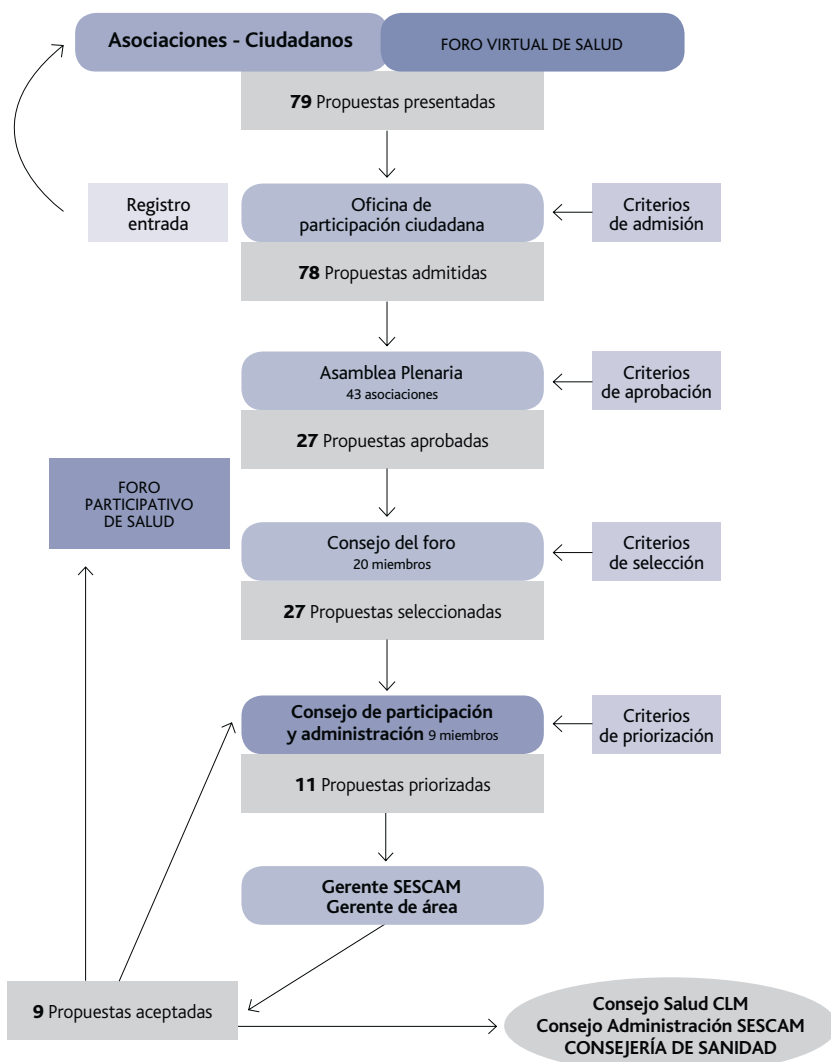 Asociaciones - Ciudadanos
FORO VIRTUAL DE SALUD
79 Propuestas presentadas
Registro
entrada
Oficina de
participación ciudadana
Criterios
de admisión
78 Propuestas admitidas
Asamblea Plenaria
43 asociaciones
Criterios
de aprobación
27 Propuestas aprobadas
FORO
PARTICIPATIVO
DE SALUD
Consejo del foro
20 miembros
Criterios
de selección
27 Propuestas seleccionadas
Consejo de participación
y administración 9 miembros
Criterios
de priorización
11 Propuestas priorizadas
Gerente SESCAM
Gerente de área
9 Propuestas aceptadas
Consejo Salud CLM
Consejo Administración SESCAM
CONSEJERÍA DE SANIDAD